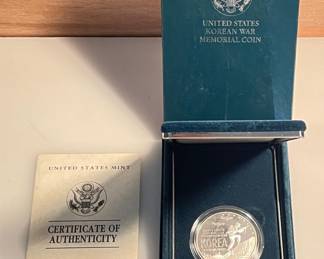 UNITED STATES
KOREAN WAR
MEMORIAL COIN
UNITED STATES MINT
CERTIFICATE OF
AUTHENTICITY
KOREA